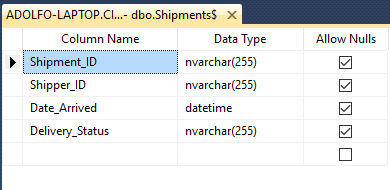 ADOLFO-LAPTOP.Cl...- dbo.Shipments$
Column Name Data Type Allow Nulls
Shipment_ID nvarchar(255)
Shipper_ID nvarchar(255)
Date_Arrived datetime
Delivery_Status nvarchar(255)